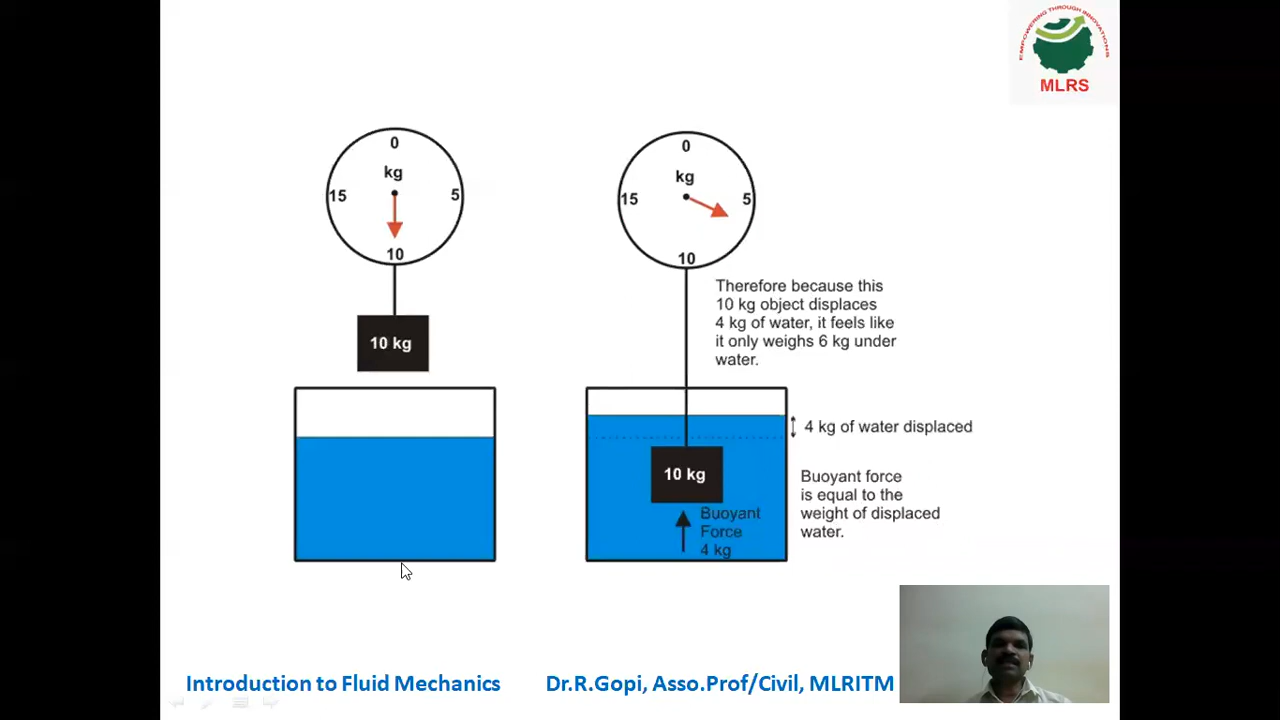 EMPOWERING THROUGH INNOVATIONS
MLRS
0
kg
15
5
10
10 kg
0
kg
15
5
10
Therefore because this
10 kg object displaces
4 kg of water, it feels like
it only weighs 6 kg under
water.
4 kg of water displaced
10 kg
Buoyant force
is equal to the
weight of displaced
water.
Buoyant
Force
4 kg
Introduction to Fluid Mechanics
Dr.R.Gopi, Asso.Prof/Civil, MLRITM